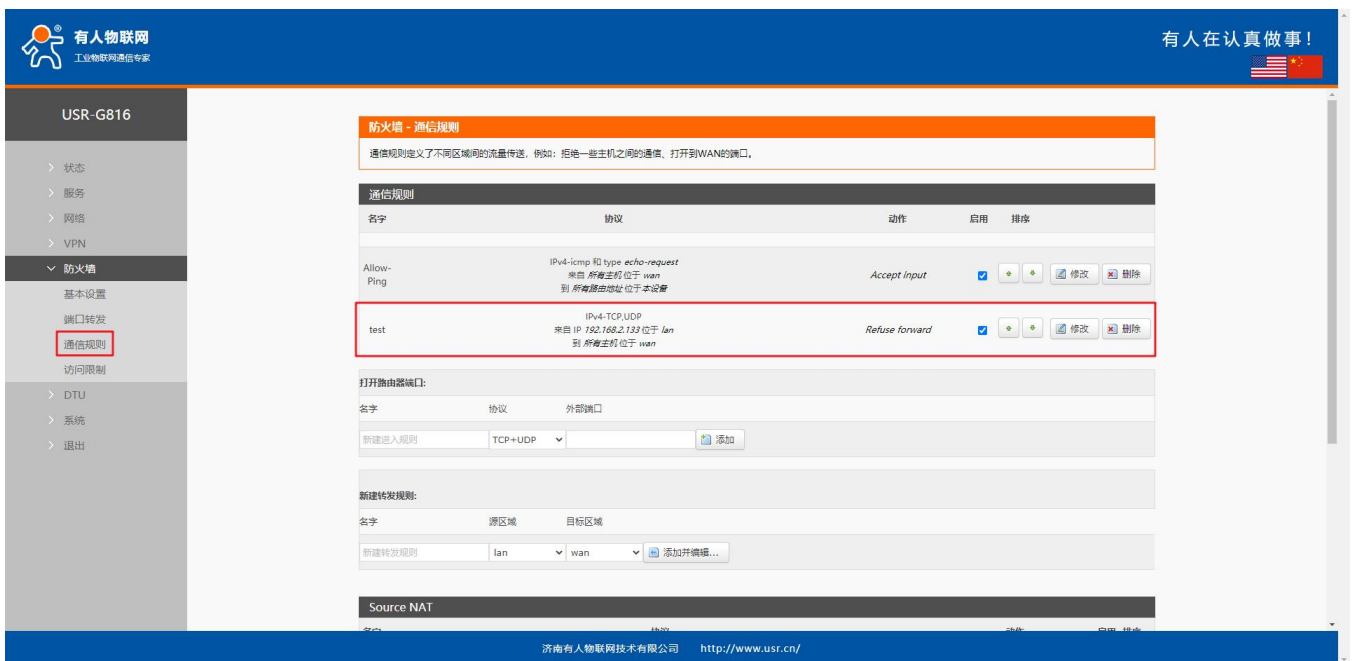 有人物联网
®
工业物联网通信专家
有人在认真做事!
USR-G816
状态
服务
网络
VPN
防火墙
基本设置
端口转发
通信规则
访问限制
DTU
系统
退出
防火墙 - 通信规则
通信规则定义了不同区域间的流量传送，例如：拒绝一些主机之间的通信、打开到WAN的端口。
通信规则
名字 协议 动作 启用 排序
Allow-
Ping
IPv4-icmp 和 type echo-request
来自 所有主机 位于 wan
到 所有路由地址 位于 本设备
Accept input
修改 删除
test
IPv4-TCP,UDP
来自 IP 192.168.2.133 位于 lan
到 所有主机 位于 wan
Refuse forward
修改 删除
打开路由器端口:
名字 协议 外部端口
新建进入规则 TCP+UDP 添加
新建转发规则:
名字 源区域 目标区域
新建转发规则 lan wan 添加并编辑...
Source NAT
名字 协议 动作 启用 排序
济南有人物联网技术有限公司 http://www.usr.cn/